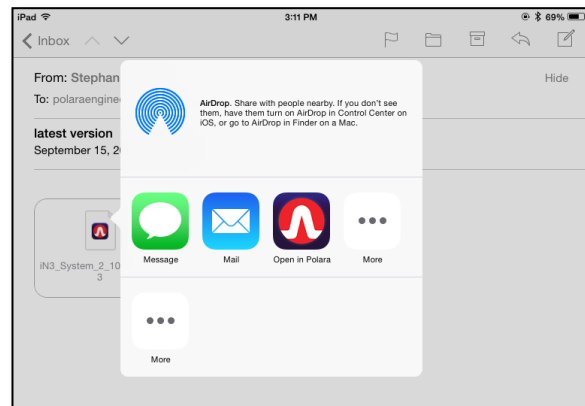 iPad 3:11 PM 69%
Inbox
From: Stephan Hide
To: polaraengine
latest version
September 15, 2
AirDrop. Share with people nearby. If you don't see
them, have them turn on AirDrop in Control Center on
iOS, or go to AirDrop in Finder on a Mac.
Message Mail Open in Polara More
iN3_System_2_10
3
More